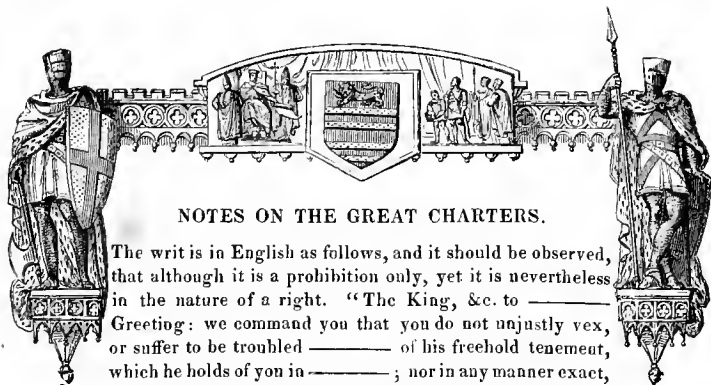 NOTES ON THE GREAT CHARTERS.
The writ is in English as follows, and it should be observed,
that although it is a prohibition only, yet it is nevertheless
in the nature of a right. "The King, &c. to ———
Greeting: we command you that you do not unjustly vex,
or suffer to be troubled ——— of his freehold tenement,
which he holds of you in ——— ; nor in any manner exact,